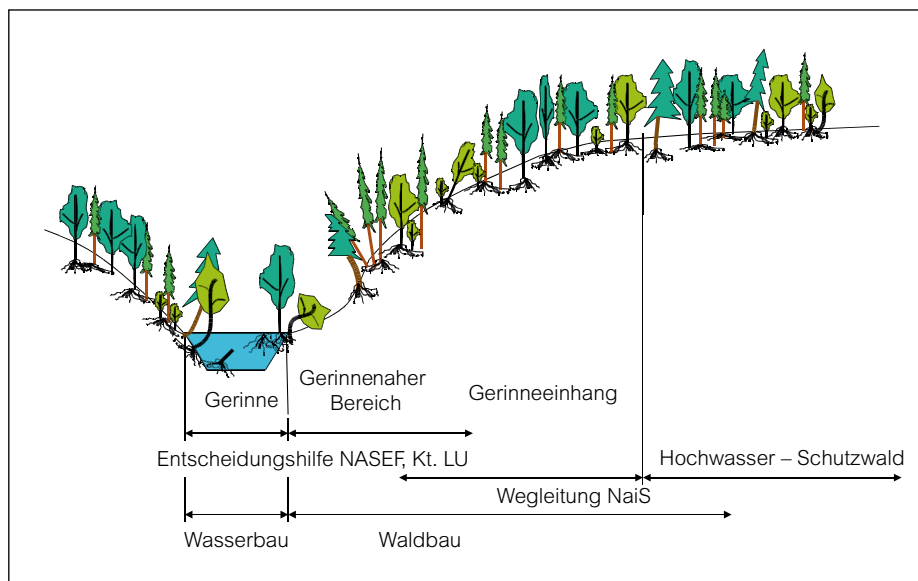 Gerinne
Gerinnenaher
Bereich
Gerinneeinhang
Entscheidungshilfe NASEF, Kt. LU
Hochwasser – Schutzwald
Wegleitung NaiS
Wasserbau
Waldbau